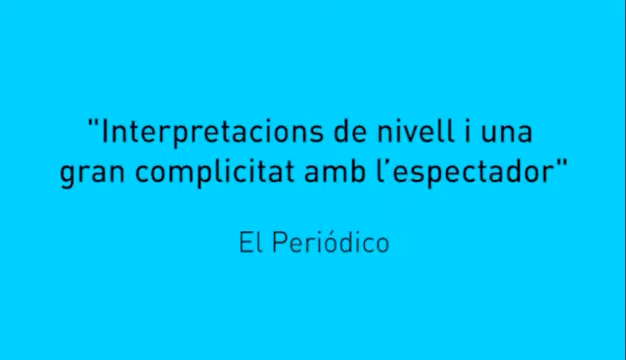 "Interpretacions de nivell i una
gran complicitat amb l’espectador"
El Periódico